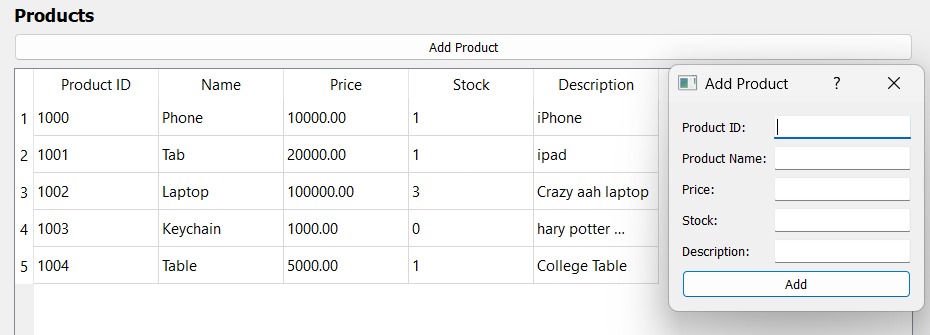 Products
Add Product
Product ID Name Price Stock Description
1 1000 Phone 10000.00 1 iPhone
2 1001 Tab 20000.00 1 ipad
3 1002 Laptop 100000.00 3 Crazy aah laptop
4 1003 Keychain 1000.00 0 hary potter ...
5 1004 Table 5000.00 1 College Table
Add Product ?
Product ID:
Product Name:
Price:
Stock:
Description:
Add